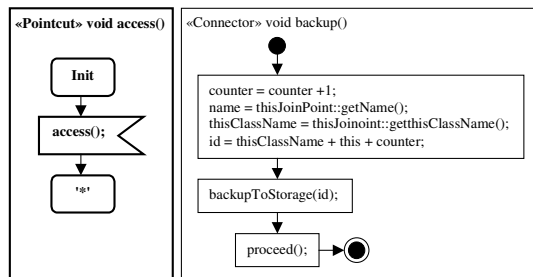 «Pointcut» void access()
Init
access();
'*'
«Connector» void backup()
counter = counter +1;
name = thisJoinPoint::getName();
thisClassName = thisJoinoint::getthisClassName();
id = thisClassName + this + counter;
backupToStorage(id);
proceed();